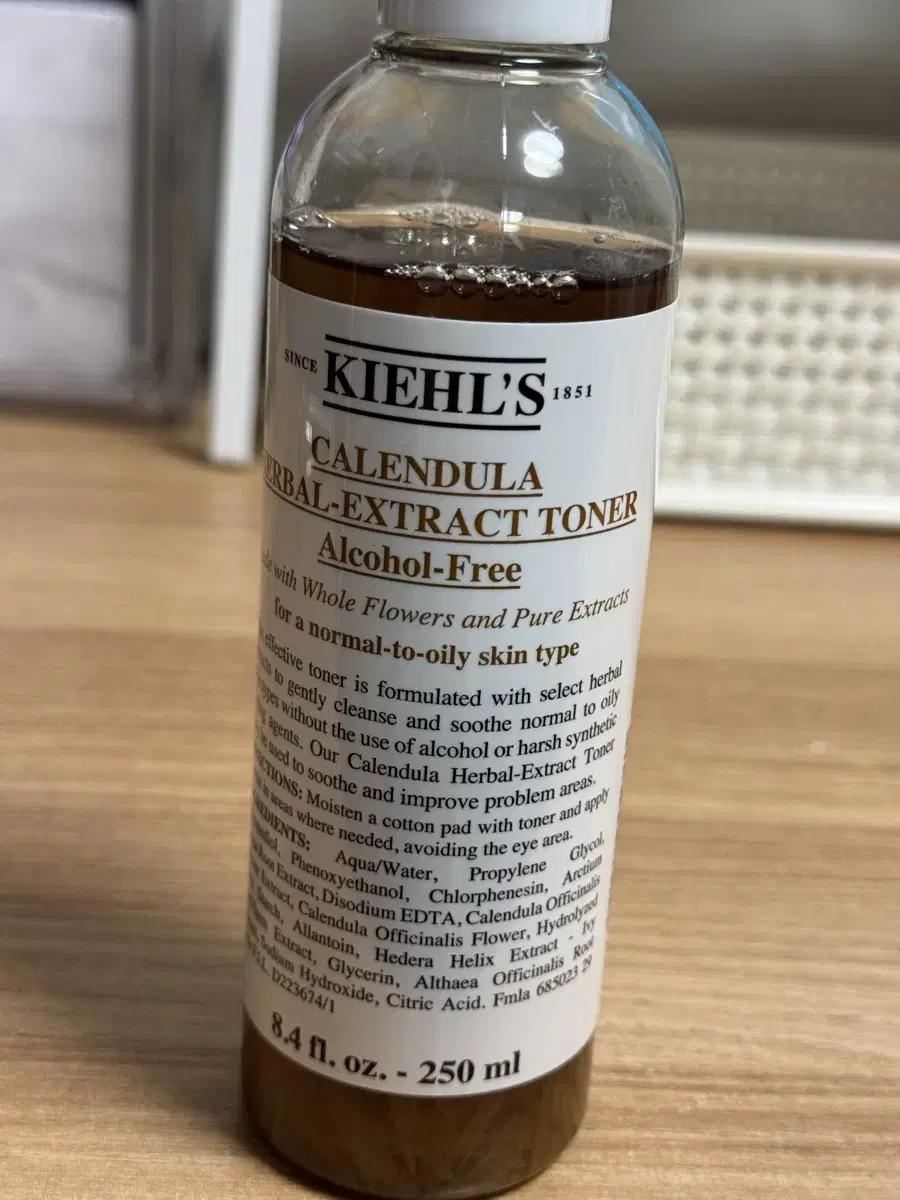 SINCE KIEHL'S 1851
CALENDULA
ERBAL-EXTRACT TONER
Alcohol-Free
with Whole Flowers and Pure Extracts
for a normal-to-oily skin type
effective toner is formulated with select herbal
to gently cleanse and soothe normal to oily
types without the use of alcohol or harsh synthetic
agents. Our Calendula Herbal-Extract Toner
be used to soothe and improve problem areas.
Moisten a cotton pad with toner and apply
areas where needed, avoiding the eye area.
Aqua/Water, Propylene Glycol,
Phenoxyethanol, Chlorphenesin, Arctium
Root Extract, Disodium EDTA, Calendula Officinalis
Extract, Calendula Officinalis Flower, Hydrolyzed
Starch, Allantoin, Hedera Helix Extract - Ivy
Extract, Glycerin, Althaea Officinalis Root
Sodium Hydroxide, Citric Acid. Fmla 685023 29
F.I.L. D223674/1
8.4 fl. oz. - 250 ml